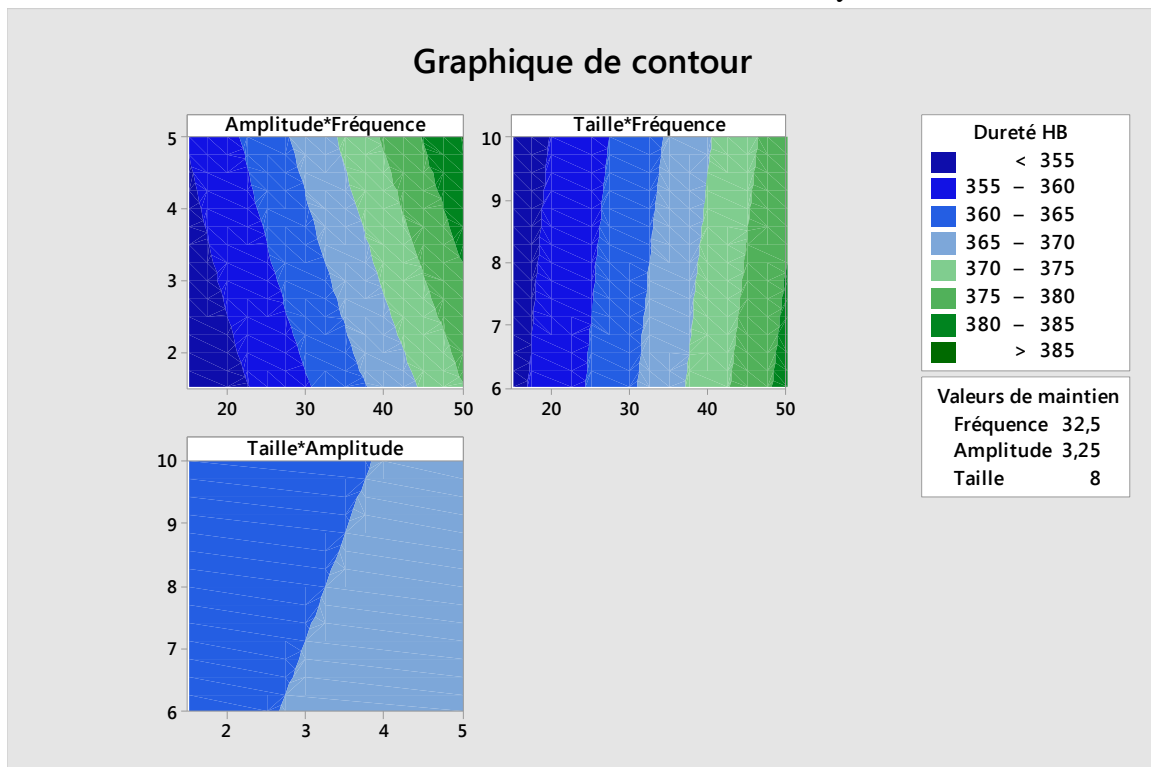 Graphique de contour
Amplitude*Fréquence
5
4
3
2
20 30 40 50
Taille*Fréquence
10
9
8
7
6
20 30 40 50
Taille*Amplitude
10
9
8
7
6
2 3 4 5
Dureté HB
< 355
355 – 360
360 – 365
365 – 370
370 – 375
375 – 380
380 – 385
> 385
Valeurs de maintien
Fréquence 32,5
Amplitude 3,25
Taille 8